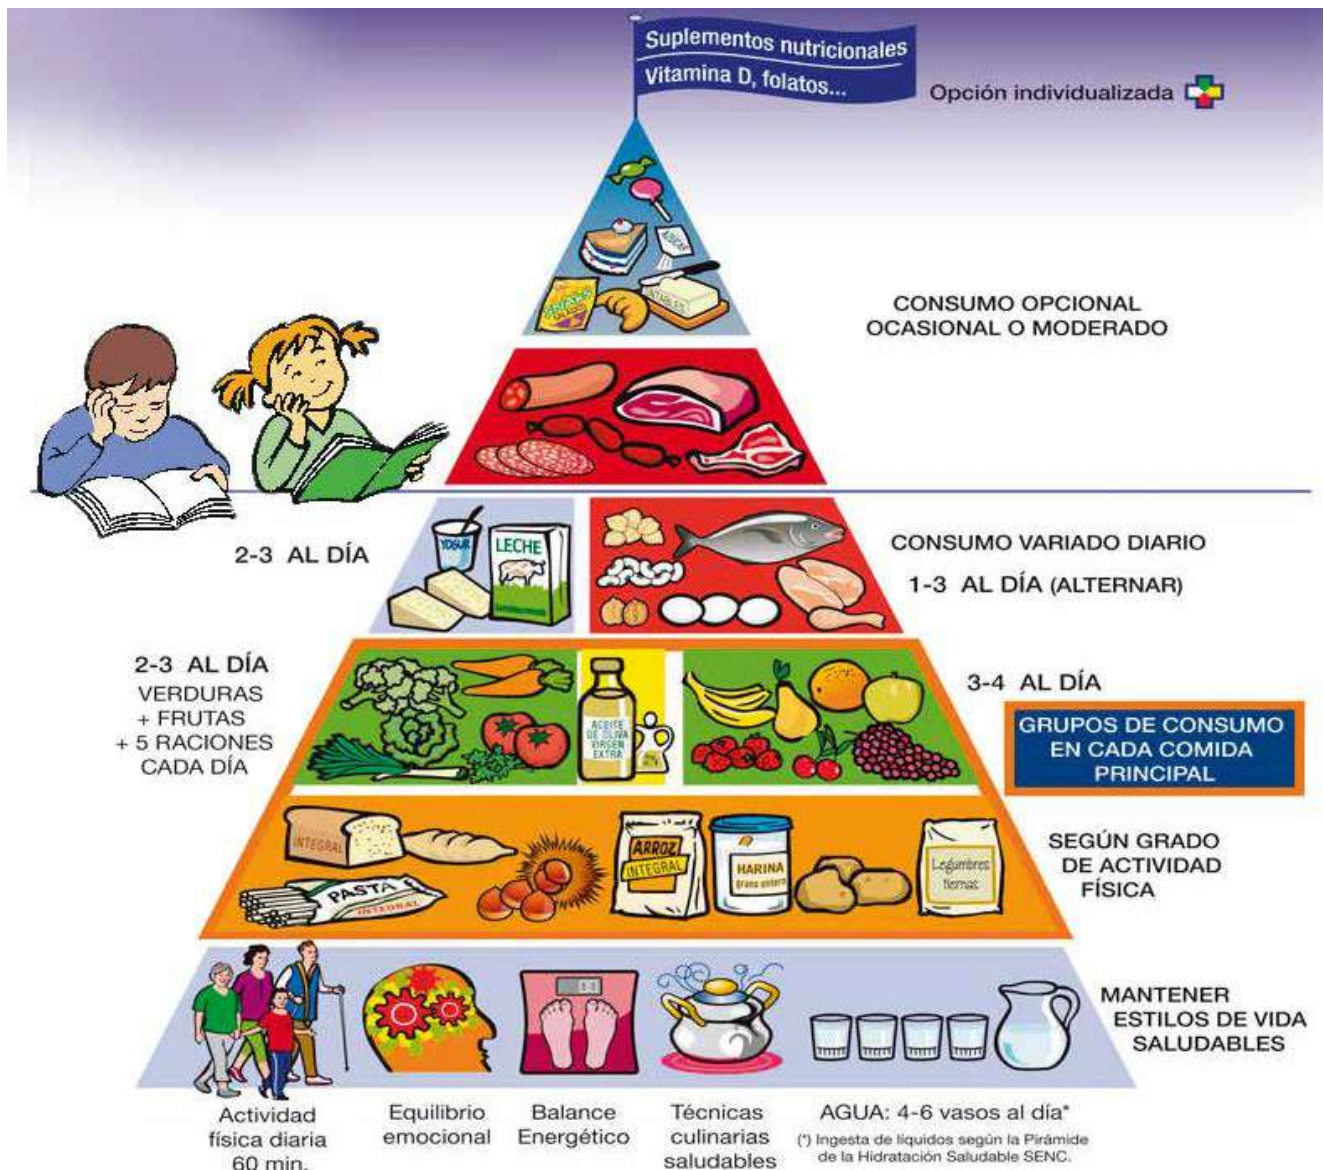 Suplementos nutricionales
Vitamina D, folatos...
Opción individualizada
AZÚCAR
SNACKS
SALADOS
CONSUMO OPCIONAL
OCASIONAL O MODERADO
2-3 AL DÍA
YOGUR
LECHE
CONSUMO VARIADO DIARIO
1-3 AL DÍA (ALTERNAR)
2-3 AL DÍA
VERDURAS
+ FRUTAS
+ 5 RACIONES
CADA DÍA
ACEITE
DE OLIVA
VIRGEN
EXTRA
3-4 AL DÍA
GRUPOS DE CONSUMO
EN CADA COMIDA
PRINCIPAL
INTEGRAL
PASTA
INTEGRAL
ARROZ
INTEGRAL
HARINA
grano entero
Legumbres
tiernas
SEGÚN GRADO
DE ACTIVIDAD
FÍSICA
MANTENER
ESTILOS DE VIDA
SALUDABLES
Actividad
física diaria
60 min.
Equilibrio
emocional
Balance
Energético
Técnicas
culinarias
saludables
AGUA: 4-6 vasos al día*
(*) Ingesta de líquidos según la Pirámide
de la Hidratación Saludable SENC.